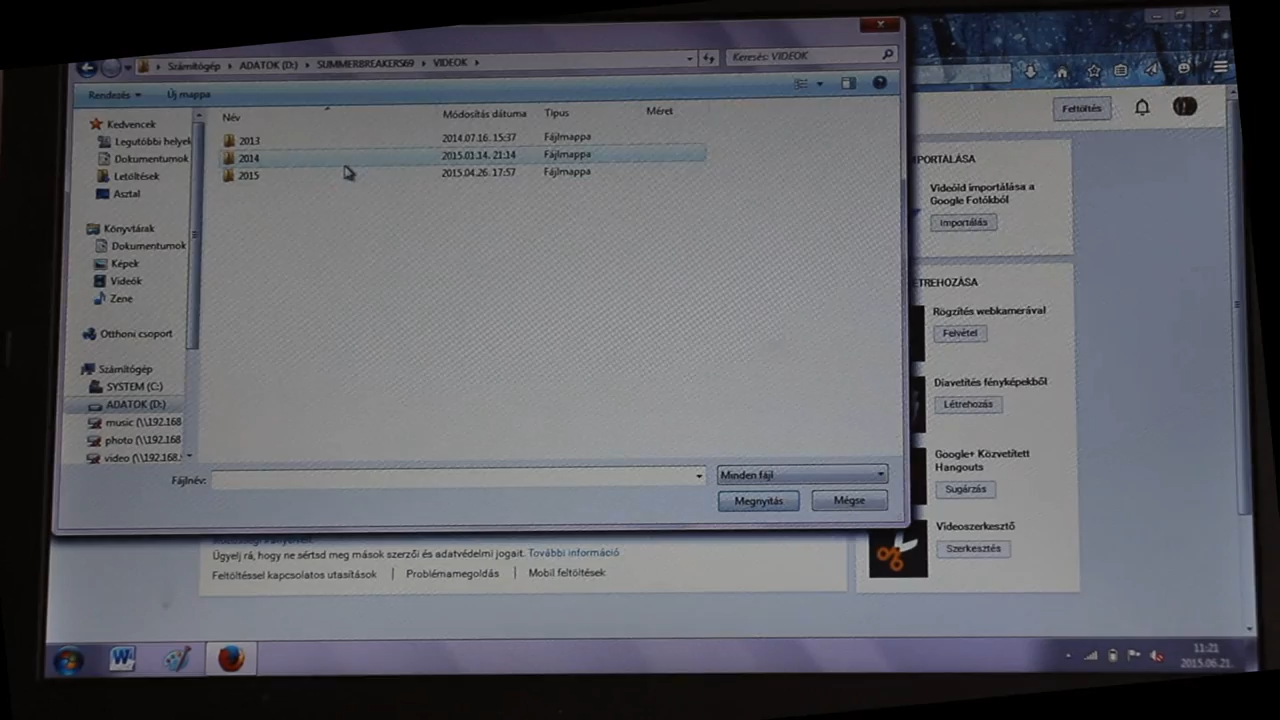 Számítógép ▸ ADATOK (D:) ▸ SUMMERBREAKERS69 ▸ VIDEOK ▸
Keresés: VIDEOK
Rendezés
Új mappa
Név Módosítás dátuma Típus Méret
2013 2014.07.16. 15:37 Fájlmappa
2014 2015.01.14. 21:14 Fájlmappa
2015 2015.04.26. 17:57 Fájlmappa
Kedvencek
Legutóbbi helyek
Dokumentumok
Letöltések
Asztal
Könyvtárak
Dokumentumok
Képek
Videók
Zene
Otthoni csoport
Számítógép
SYSTEM (C:)
ADATOK (D:)
music (\\192.168
photo (\\192.168
video (\\192.168.
Fájlnév:
Minden fájl
Megnyitás Mégse
Feltöltés
PORTÁLÁSA
Videóid importálása a
Google Fotókból
Importálás
ÉTREHOZÁSA
Rögzítés webkamerával
Felvétel
Diavetítés fényképekből
Létrehozás
Google+ Közvetített
Hangouts
Sugárzás
Videoszerkesztő
Szerkesztés
Ügyelj rá, hogy ne sértsd meg mások szerzői és adatvédelmi jogait. További információ
Feltöltéssel kapcsolatos utasítások | Problémamegoldás | Mobil feltöltések
W
11:21
2015.06.21.